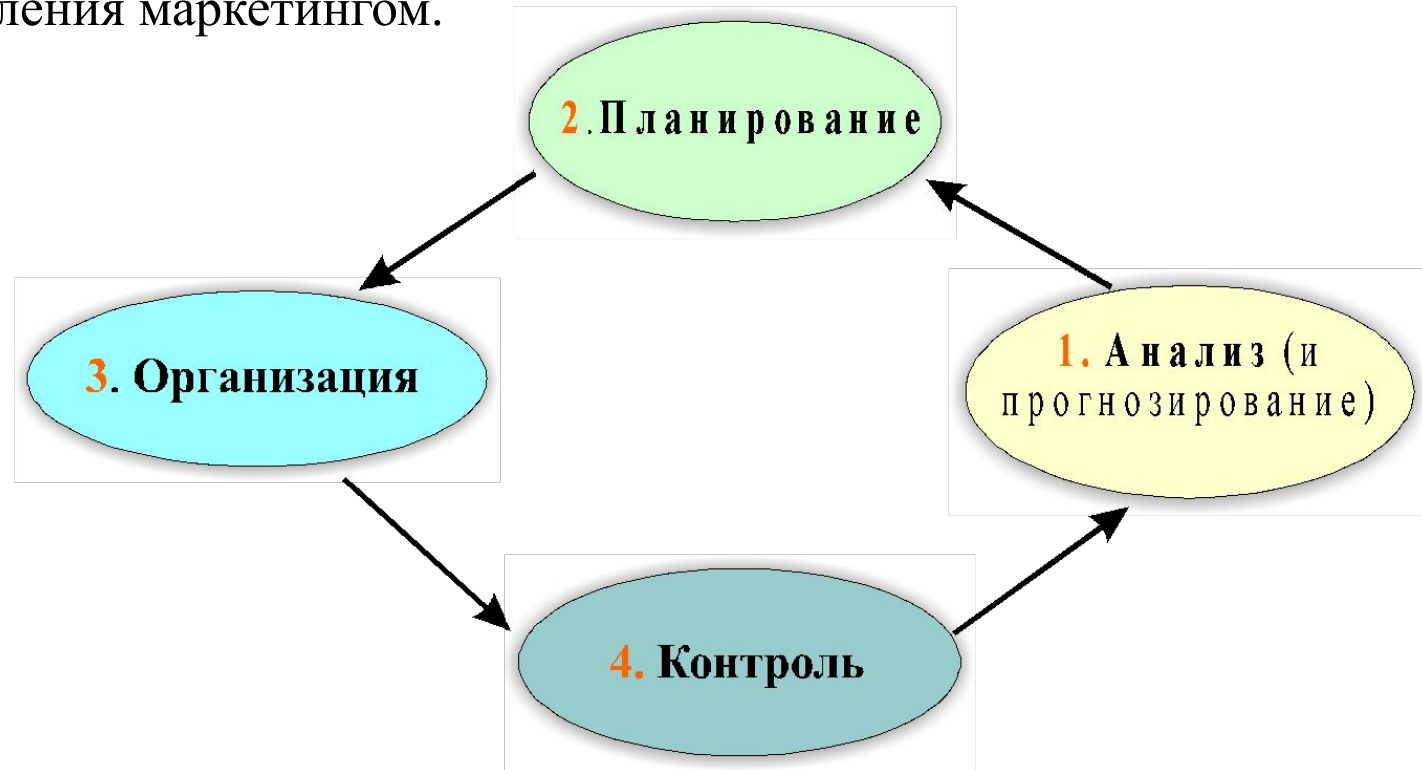 ления маркетингом.
2.Планирование
1. Анализ (и
прогнозирование)
3. Организация
4. Контроль